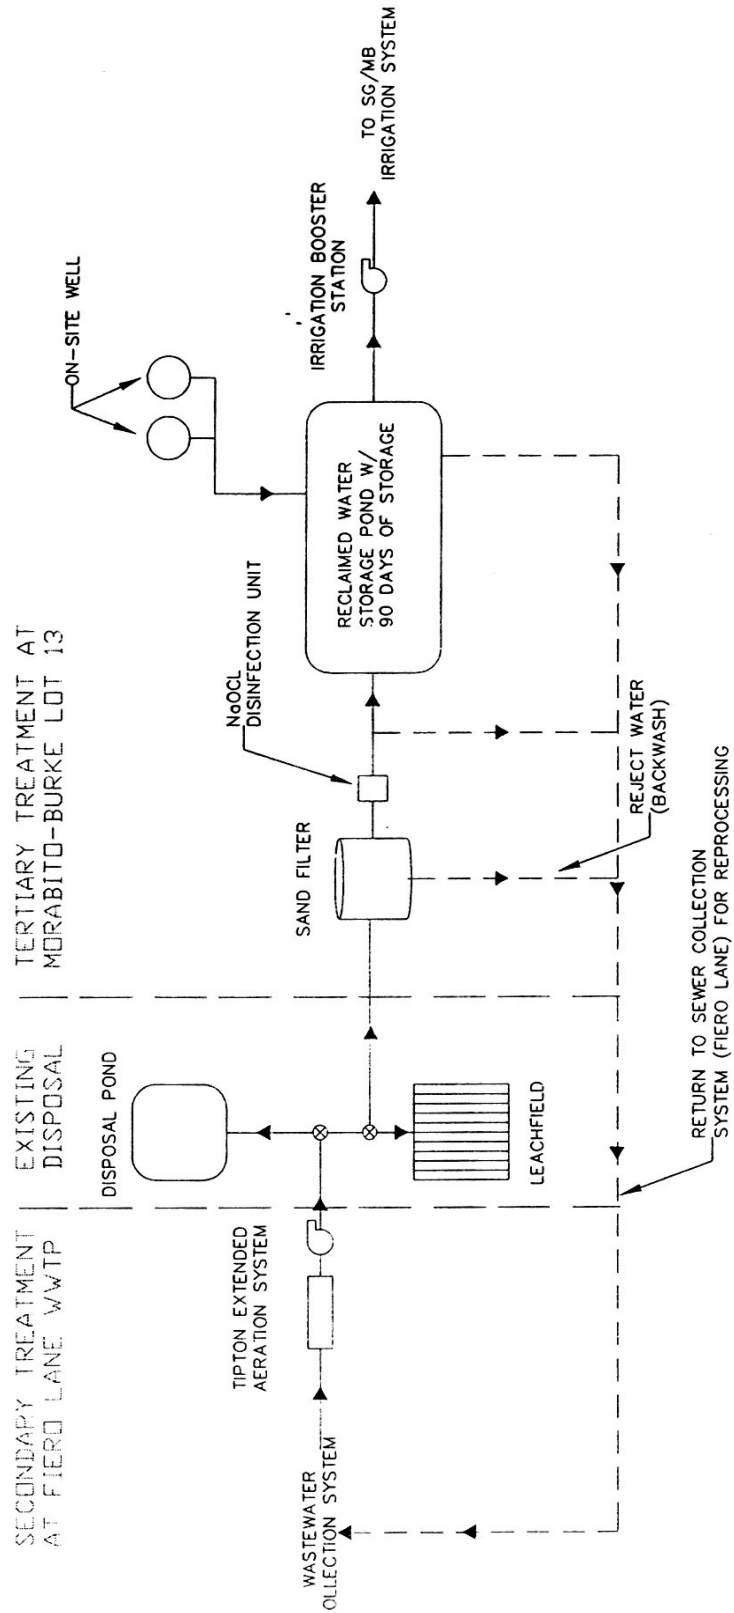 SECONDARY TREATMENT
AT FIERO LANE WWTP
EXISTING
DISPOSAL
TERTIARY TREATMENT AT
MORABITO-BURKE LOT 13
WASTEWATER
OLLECTION SYSTEM
TIPTON EXTENDED
AERATION SYSTEM
DISPOSAL POND
LEACHFIELD
SAND FILTER
NaOCL
DISINFECTION UNIT
RECLAIMED WATER
STORAGE POND W/
90 DAYS OF STORAGE
ON-SITE WELL
IRRIGATION BOOSTER
STATION
TO SG/MB
IRRIGATION SYSTEM
REJECT WATER
(BACKWASH)
RETURN TO SEWER COLLECTION
SYSTEM (FIERO LANE) FOR REPROCESSING